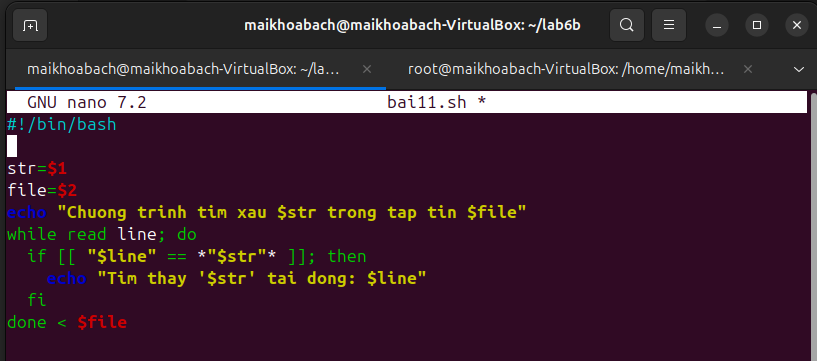 maikhoabach@maikhoabach-VirtualBox: ~/lab6b
maikhoabach@maikhoabach-VirtualBox: ~/la... × root@maikhoabach-VirtualBox: /home/maikh... ×
GNU nano 7.2 bai11.sh *
#!/bin/bash
str=$1
file=$2
echo "Chuong trinh tim xau $str trong tap tin $file"
while read line; do
  if [[ "$line" == *"$str"* ]]; then
    echo "Tim thay '$str' tai dong: $line"
  fi
done < $file